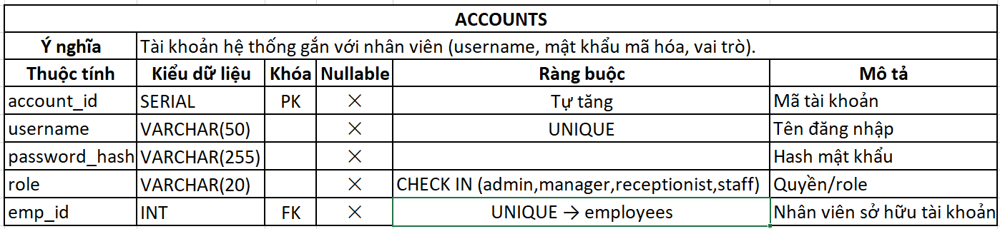 ACCOUNTS
Ý nghĩa Tài khoản hệ thống gắn với nhân viên (username, mật khẩu mã hóa, vai trò).
Thuộc tính Kiểu dữ liệu Khóa Nullable Ràng buộc Mô tả
account_id SERIAL PK × Tự tăng Mã tài khoản
username VARCHAR(50) × UNIQUE Tên đăng nhập
password_hash VARCHAR(255) × Hash mật khẩu
role VARCHAR(20) × CHECK IN (admin,manager,receptionist,staff) Quyền/role
emp_id INT FK × UNIQUE → employees Nhân viên sở hữu tài khoản